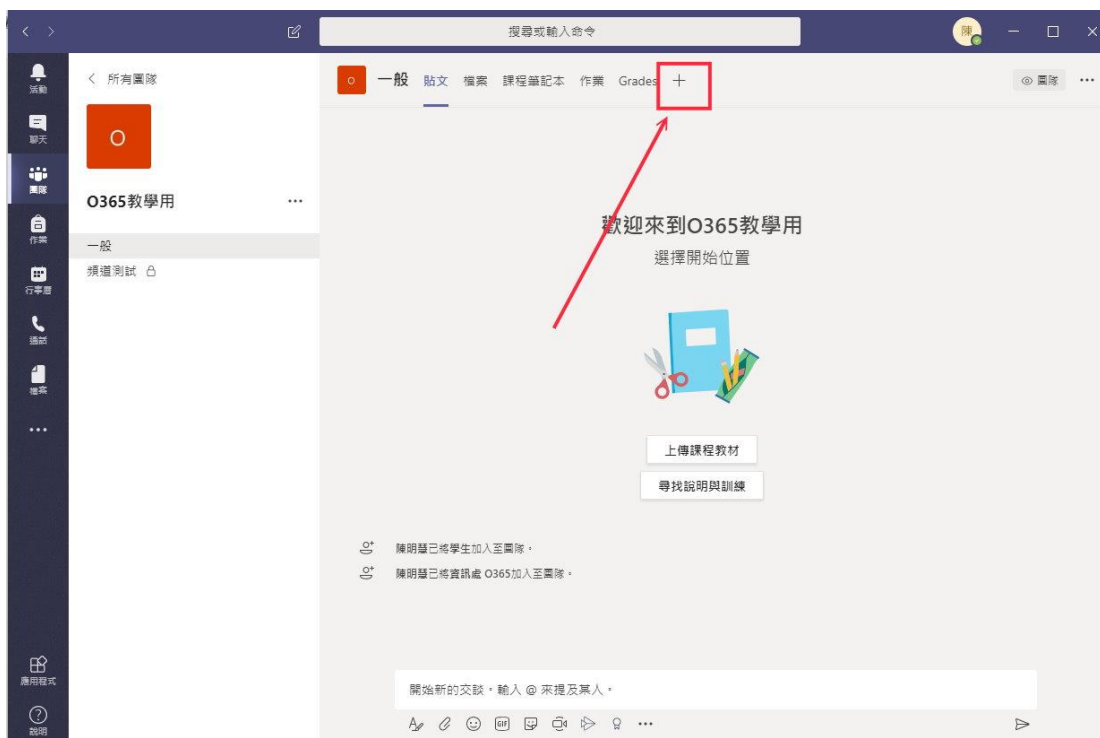 搜尋或輸入命令
陳
活動
聊天
團隊
作業
行事曆
通話
檔案
應用程式
說明
所有團隊
O
O365教學用
一般
頻道測試
O 一般 貼文 檔案 課程筆記本 作業 Grades
團隊
歡迎來到O365教學用
選擇開始位置
上傳課程教材
尋找說明與訓練
陳明慧已將學生加入至團隊。
陳明慧已將資訊處 O365加入至團隊。
開始新的交談。輸入 @ 來提及某人。
GIF